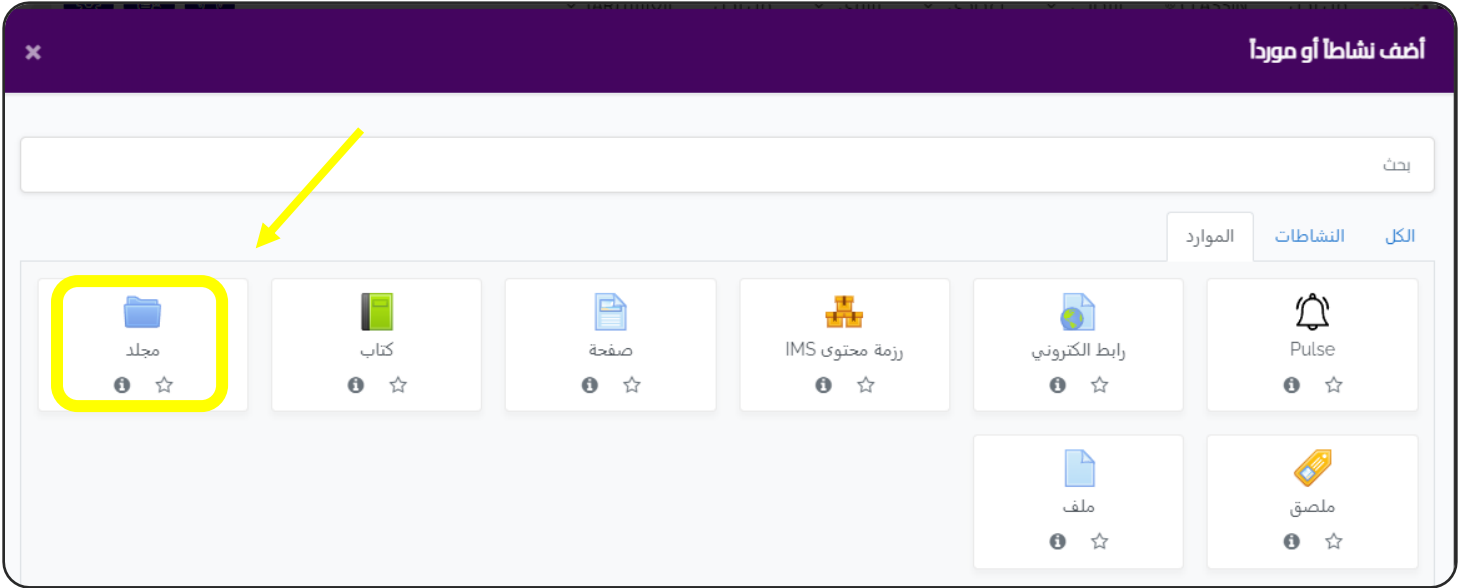 أضف نشاطاً أو مورداً
بحث
الكل
النشاطات
الموارد
Pulse
رابط الكتروني
رزمة محتوى IMS
صفحة
كتاب
مجلد
ملصق
ملف